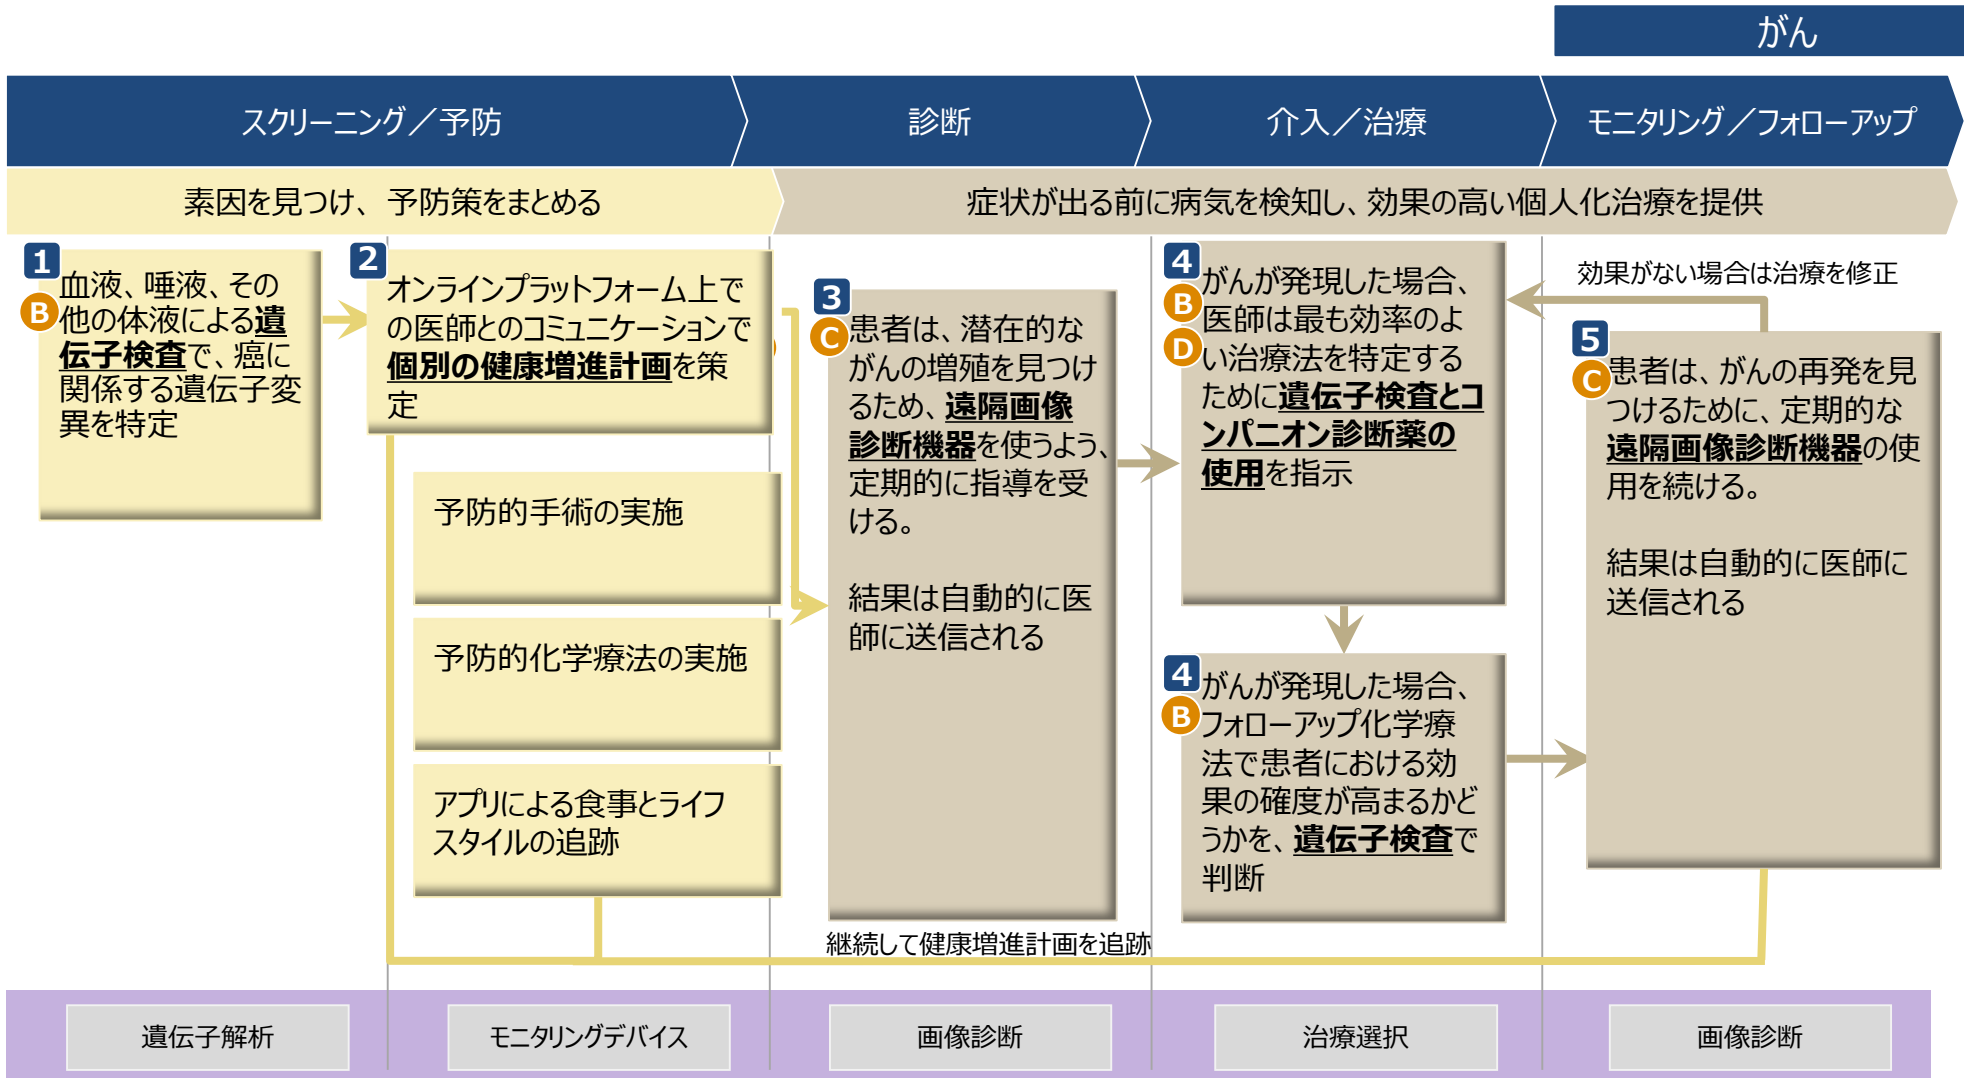 がん
スクリーニング／予防
診断
介入／治療
モニタリング／フォローアップ
素因を見つけ、予防策をまとめる
症状が出る前に病気を検知し、効果の高い個人化治療を提供
1
B
血液、唾液、その
他の体液による遺
伝子検査で、癌に
関係する遺伝子変
異を特定
2
オンラインプラットフォーム上で
の医師とのコミュニケーションで
個別の健康増進計画を策
定
予防的手術の実施
予防的化学療法の実施
アプリによる食事とライフ
スタイルの追跡
3
C
患者は、潜在的な
がんの増殖を見つけ
るため、遠隔画像
診断機器を使うよう、
定期的に指導を受
ける。
結果は自動的に医
師に送信される
4
B
D
がんが発現した場合、
医師は最も効率のよ
い治療法を特定する
ために遺伝子検査とコ
ンパニオン診断薬の
使用を指示
4
B
がんが発現した場合、
フォローアップ化学療
法で患者における効
果の確度が高まるかど
うかを、遺伝子検査で
判断
効果がない場合は治療を修正
5
C
患者は、がんの再発を見
つけるために、定期的な
遠隔画像診断機器の使
用を続ける。
結果は自動的に医師に
送信される
継続して健康増進計画を追跡
遺伝子解析
モニタリングデバイス
画像診断
治療選択
画像診断